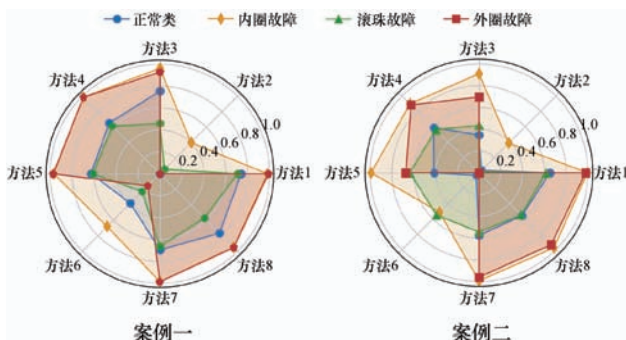 正常类 内圈故障 滚珠故障 外圈故障
方法3 方法3
方法4 方法2 方法4 方法2
1.0 1.0
0.8 0.8
0.6 0.6
0.4 0.4
0.2 0.2
方法5 方法1 方法5 方法1
方法6 方法8 方法6 方法8
方法7 方法7
案例一 案例二